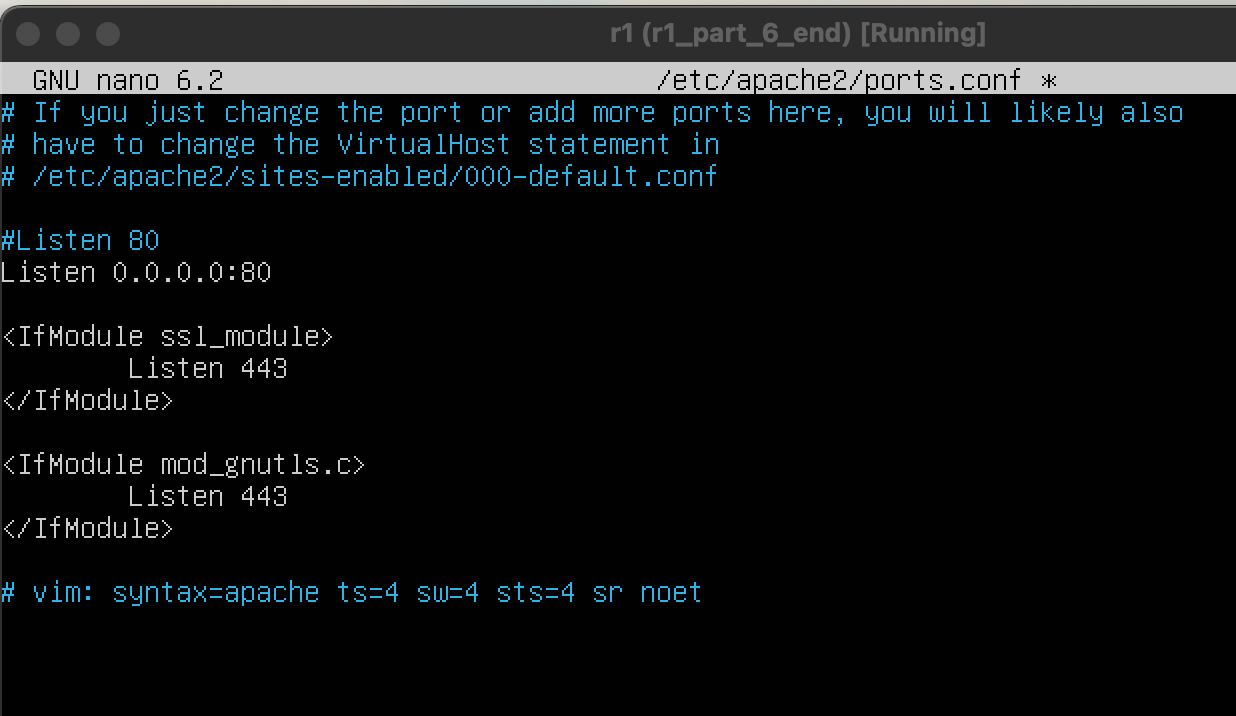 r1 (r1_part_6_end) [Running]
GNU nano 6.2 /etc/apache2/ports.conf *
# If you just change the port or add more ports here, you will likely also
# have to change the VirtualHost statement in
# /etc/apache2/sites-enabled/000-default.conf
#Listen 80
Listen 0.0.0.0:80
<IfModule ssl_module>
Listen 443
</IfModule>
<IfModule mod_gnutls.c>
Listen 443
</IfModule>
# vim: syntax=apache ts=4 sw=4 sts=4 sr noet